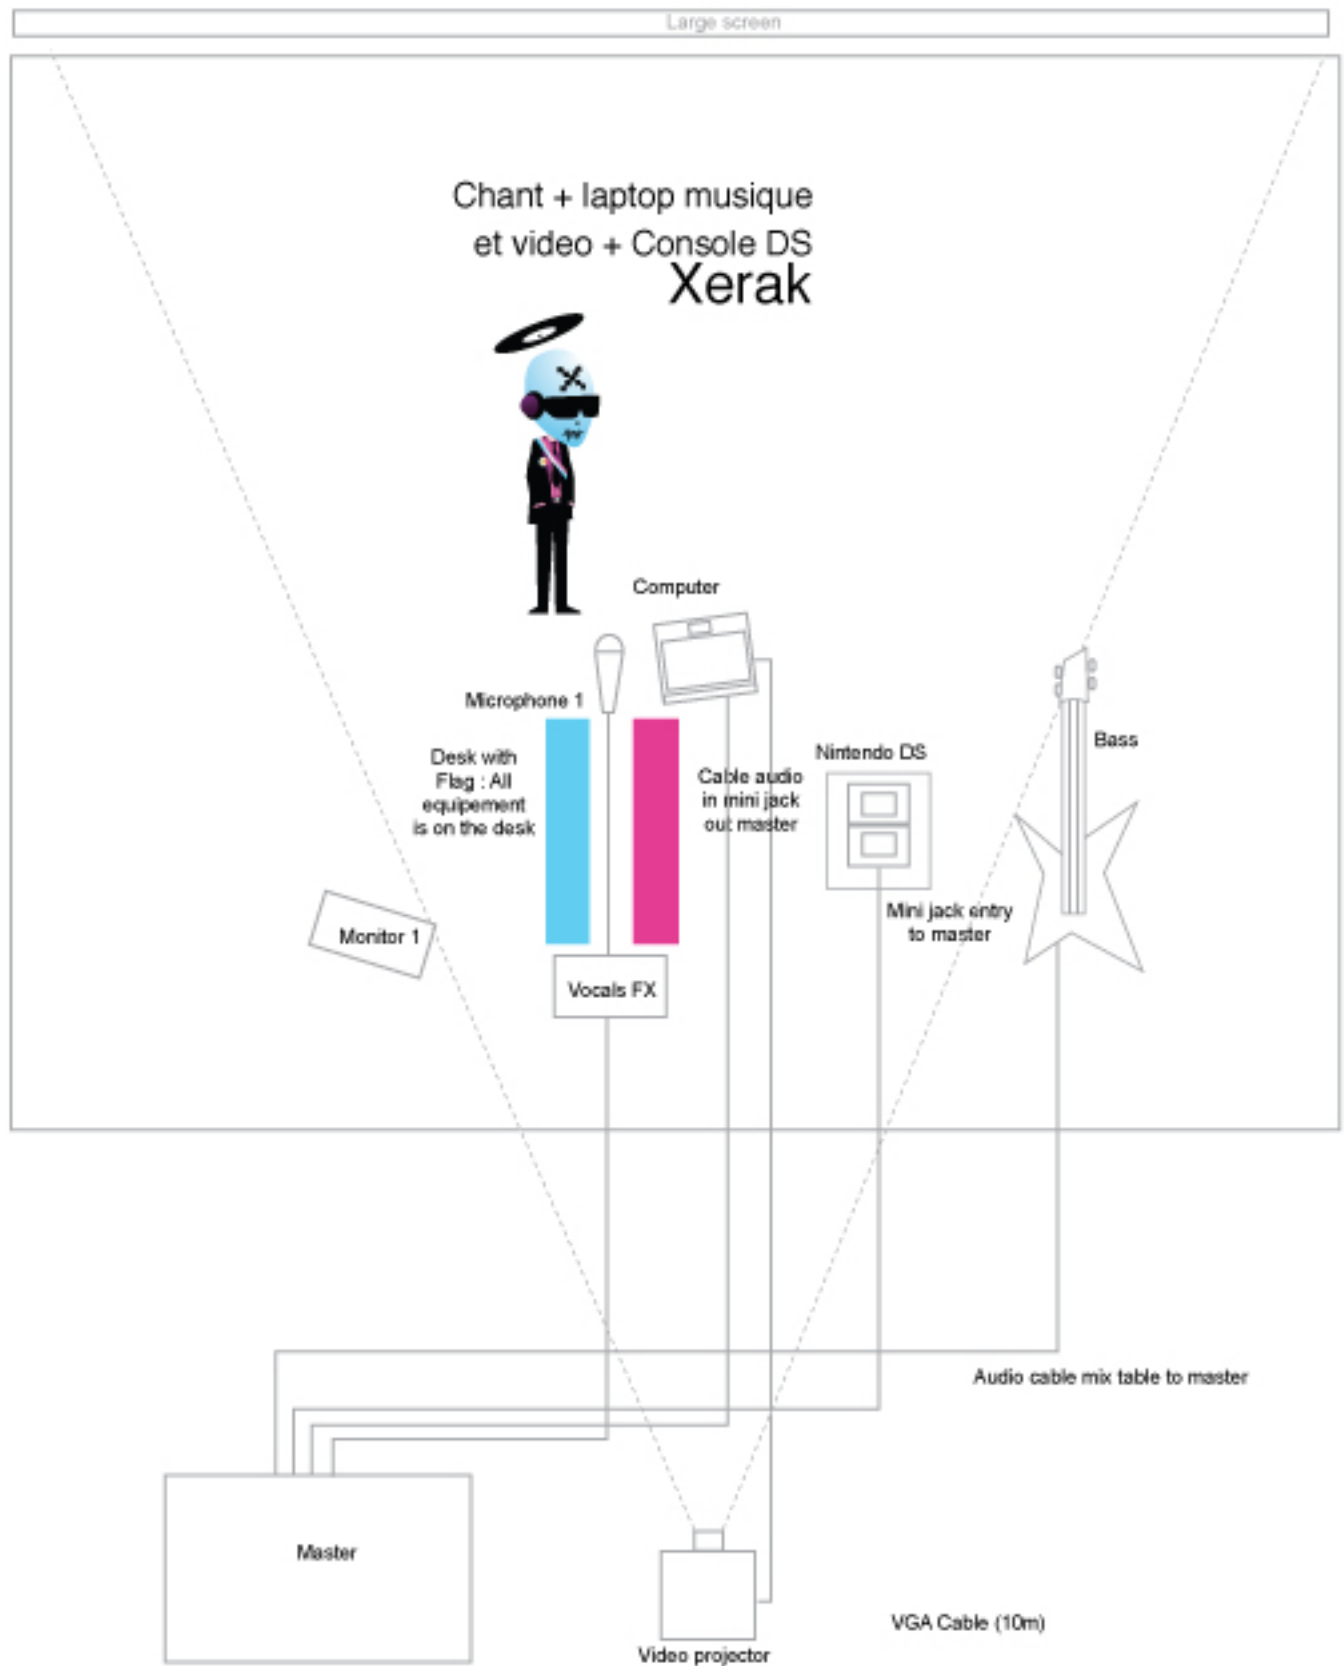 Large screen
Chant + laptop musique
et video + Console DS
Xerak
Computer
Microphone 1
Desk with
Flag : All
equipement
is on the desk
Cable audio
in mini jack
out master
Nintendo DS
Bass
Mini jack entry
to master
Monitor 1
Vocals FX
Audio cable mix table to master
Master
VGA Cable (10m)
Video projector